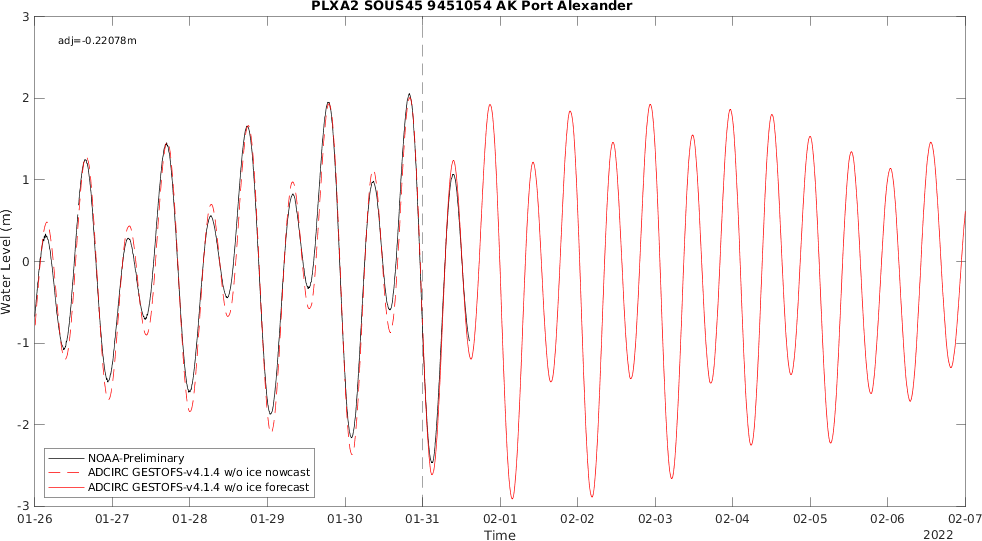 PLXA2 SOUS45 9451054 AK Port Alexander
adj=-0.22078m
3
2
1
0
-1
-2
-3
Water Level (m)
NOAA-Preliminary
ADCIRC GESTOFS-v4.1.4 w/o ice nowcast
ADCIRC GESTOFS-v4.1.4 w/o ice forecast
01-26 01-27 01-28 01-29 01-30 01-31 02-01 02-02 02-03 02-04 02-05 02-06 02-07
Time
2022